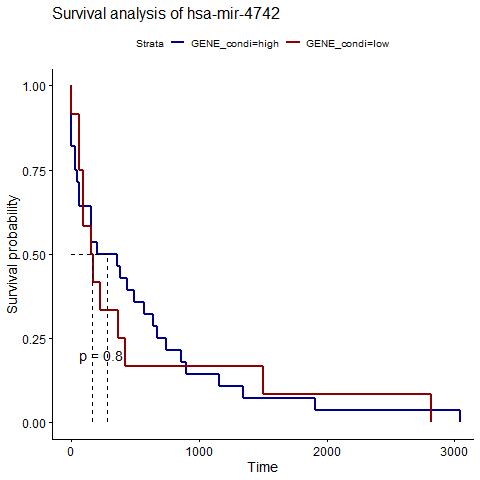 Survival analysis of hsa-mir-4742
Strata GENE_condi=high GENE_condi=low
1.00
0.75
0.50
0.25
0.00
Survival probability
p = 0.8
0 1000 2000 3000
Time